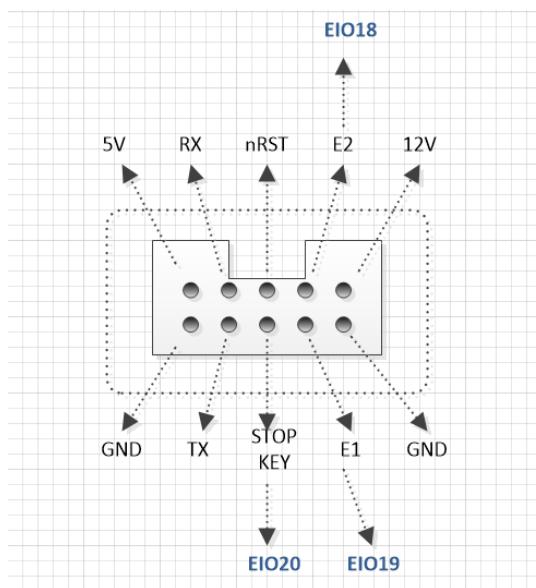 EIO18
5V RX nRST E2 12V
GND TX STOP KEY E1 GND
EIO20 EIO19